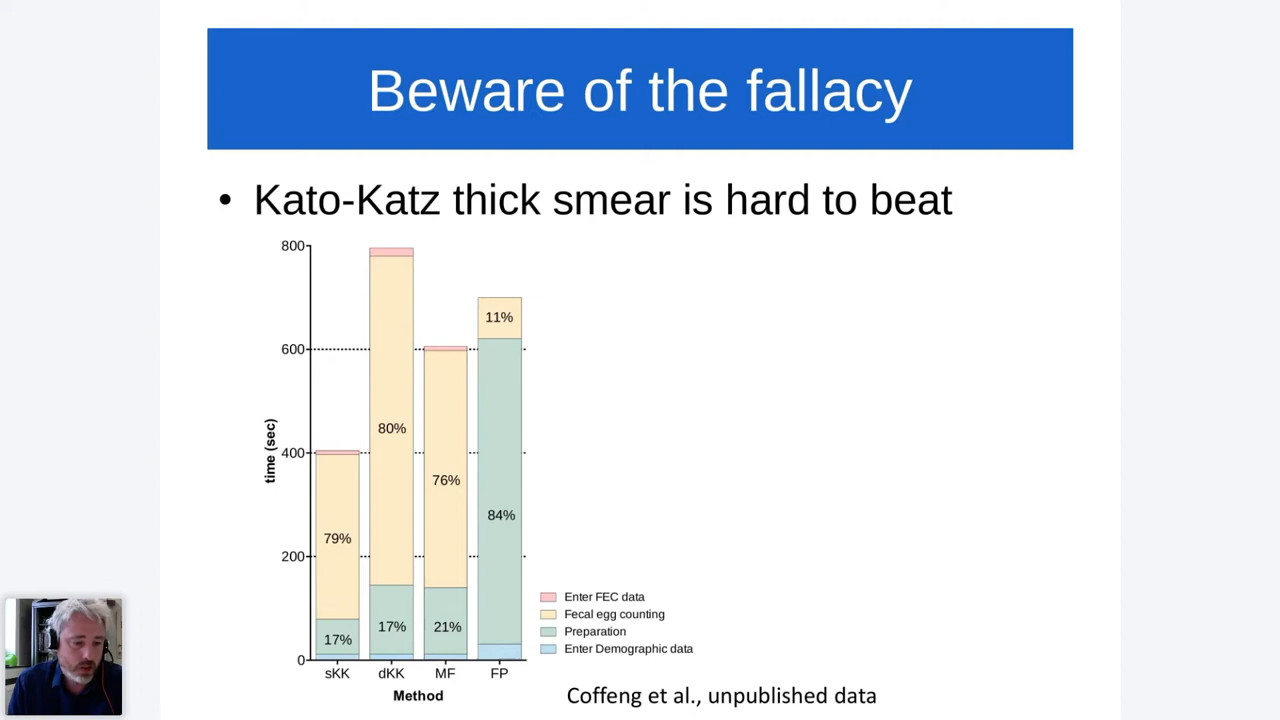 Beware of the fallacy
• Kato-Katz thick smear is hard to beat
800
600
400
200
0
time (sec)
79%
17%
80%
17%
76%
21%
11%
84%
sKK dKK MF FP
Method
Enter FEC data
Fecal egg counting
Preparation
Enter Demographic data
Coffeng et al., unpublished data